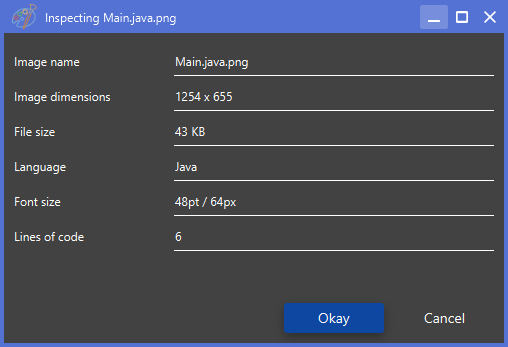 Inspecting Main.java.png
Image name Main.java.png
Image dimensions 1254 x 655
File size 43 KB
Language Java
Font size 48pt / 64px
Lines of code 6
Okay Cancel